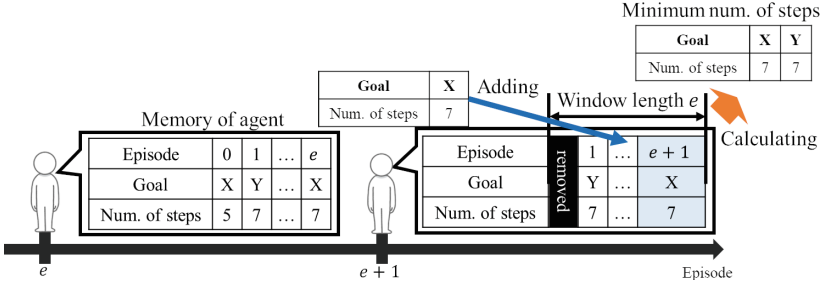 Minimum num. of steps
Goal X Y
Num. of steps 7 7
Goal X
Num. of steps 7
Adding
Window length e
Calculating
Memory of agent
Episode 0 1 … e
Goal X Y … X
Num. of steps 5 7 … 7
removed
Episode 1 … e + 1
Goal Y … X
Num. of steps 7 … 7
e
e + 1
Episode